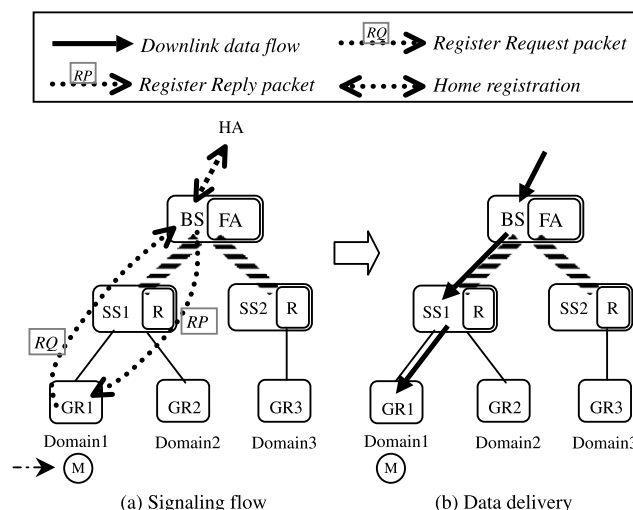 RQ
Downlink data flow
Register Request packet
RP
Register Reply packet
Home registration
HA
BS FA
BS FA
SS1 R
SS2 R
SS1 R
SS2 R
RQ
RP
GR1
GR2
GR3
GR1
GR2
GR3
Domain1
Domain2
Domain3
Domain1
Domain2
Domain3
M
M
(a) Signaling flow
(b) Data delivery